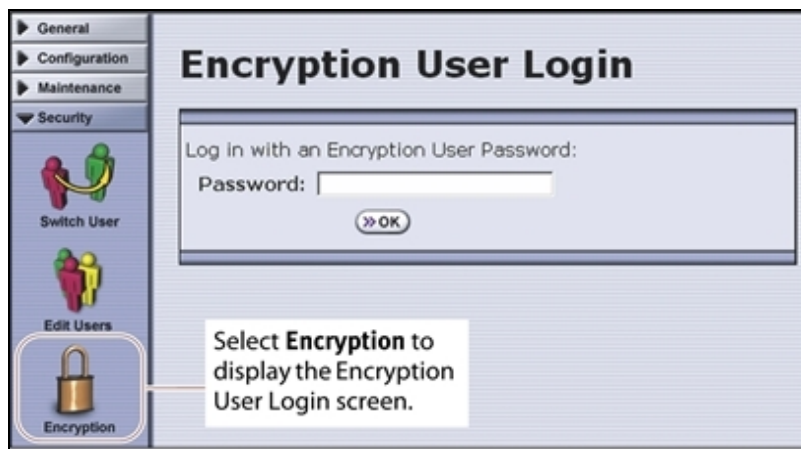 General
Configuration
Maintenance
Security
Switch User
Edit Users
Encryption
Encryption User Login
Log in with an Encryption User Password:
Password:
OK
Select Encryption to
display the Encryption
User Login screen.